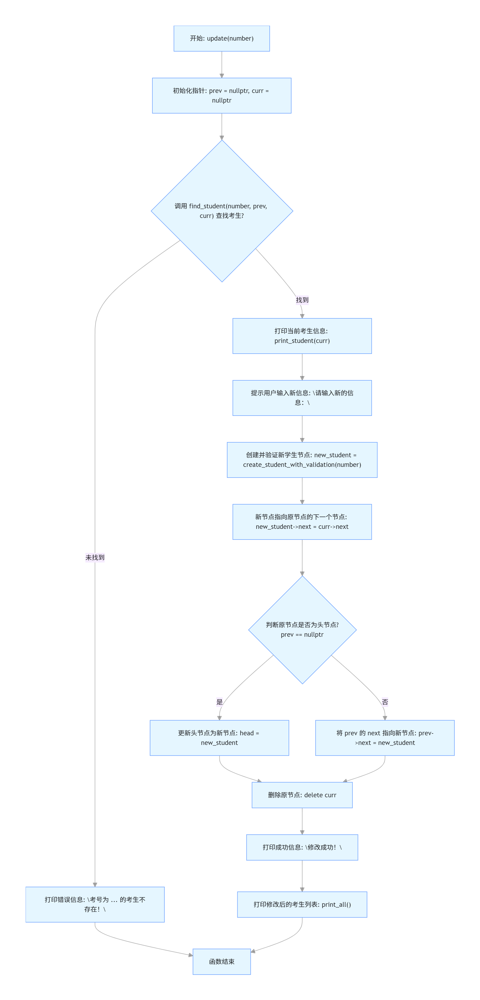 开始: update(number)
初始化指针: prev = nullptr, curr =
nullptr
调用 find_student(number, prev,
curr) 查找考生?
找到
打印当前考生信息:
print_student(curr)
提示用户输入新信息: \请输入新的信
息：\
创建并验证新学生节点: new_student =
create_student_with_validation(number)
新节点指向原节点的下一个节点:
new_student->next = curr->next
未找到
判断原节点是否为头节点?
prev == nullptr
是
否
更新头节点为新节点: head =
new_student
将 prev 的 next 指向新节点: prev-
>next = new_student
删除原节点: delete curr
打印成功信息: \修改成功！\
打印错误信息: \考号为 ... 的考生不
存在！\
打印修改后的考生列表: print_all()
函数结束